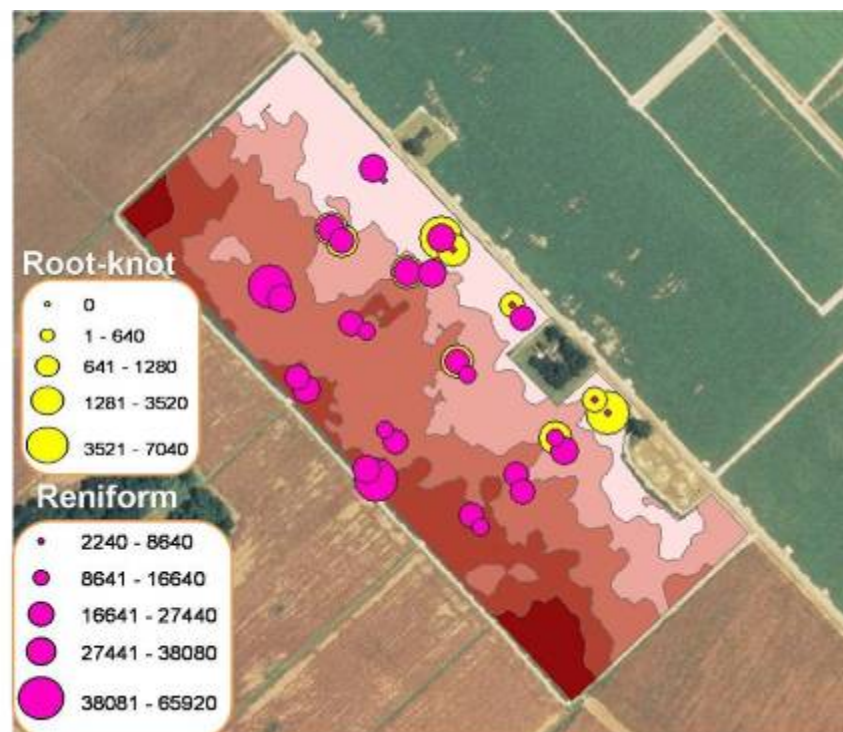 Root-knot
0
1 - 640
641 - 1280
1281 - 3520
3521 - 7040
Reniform
2240 - 8640
8641 - 16640
16641 - 27440
27441 - 38080
38081 - 65920